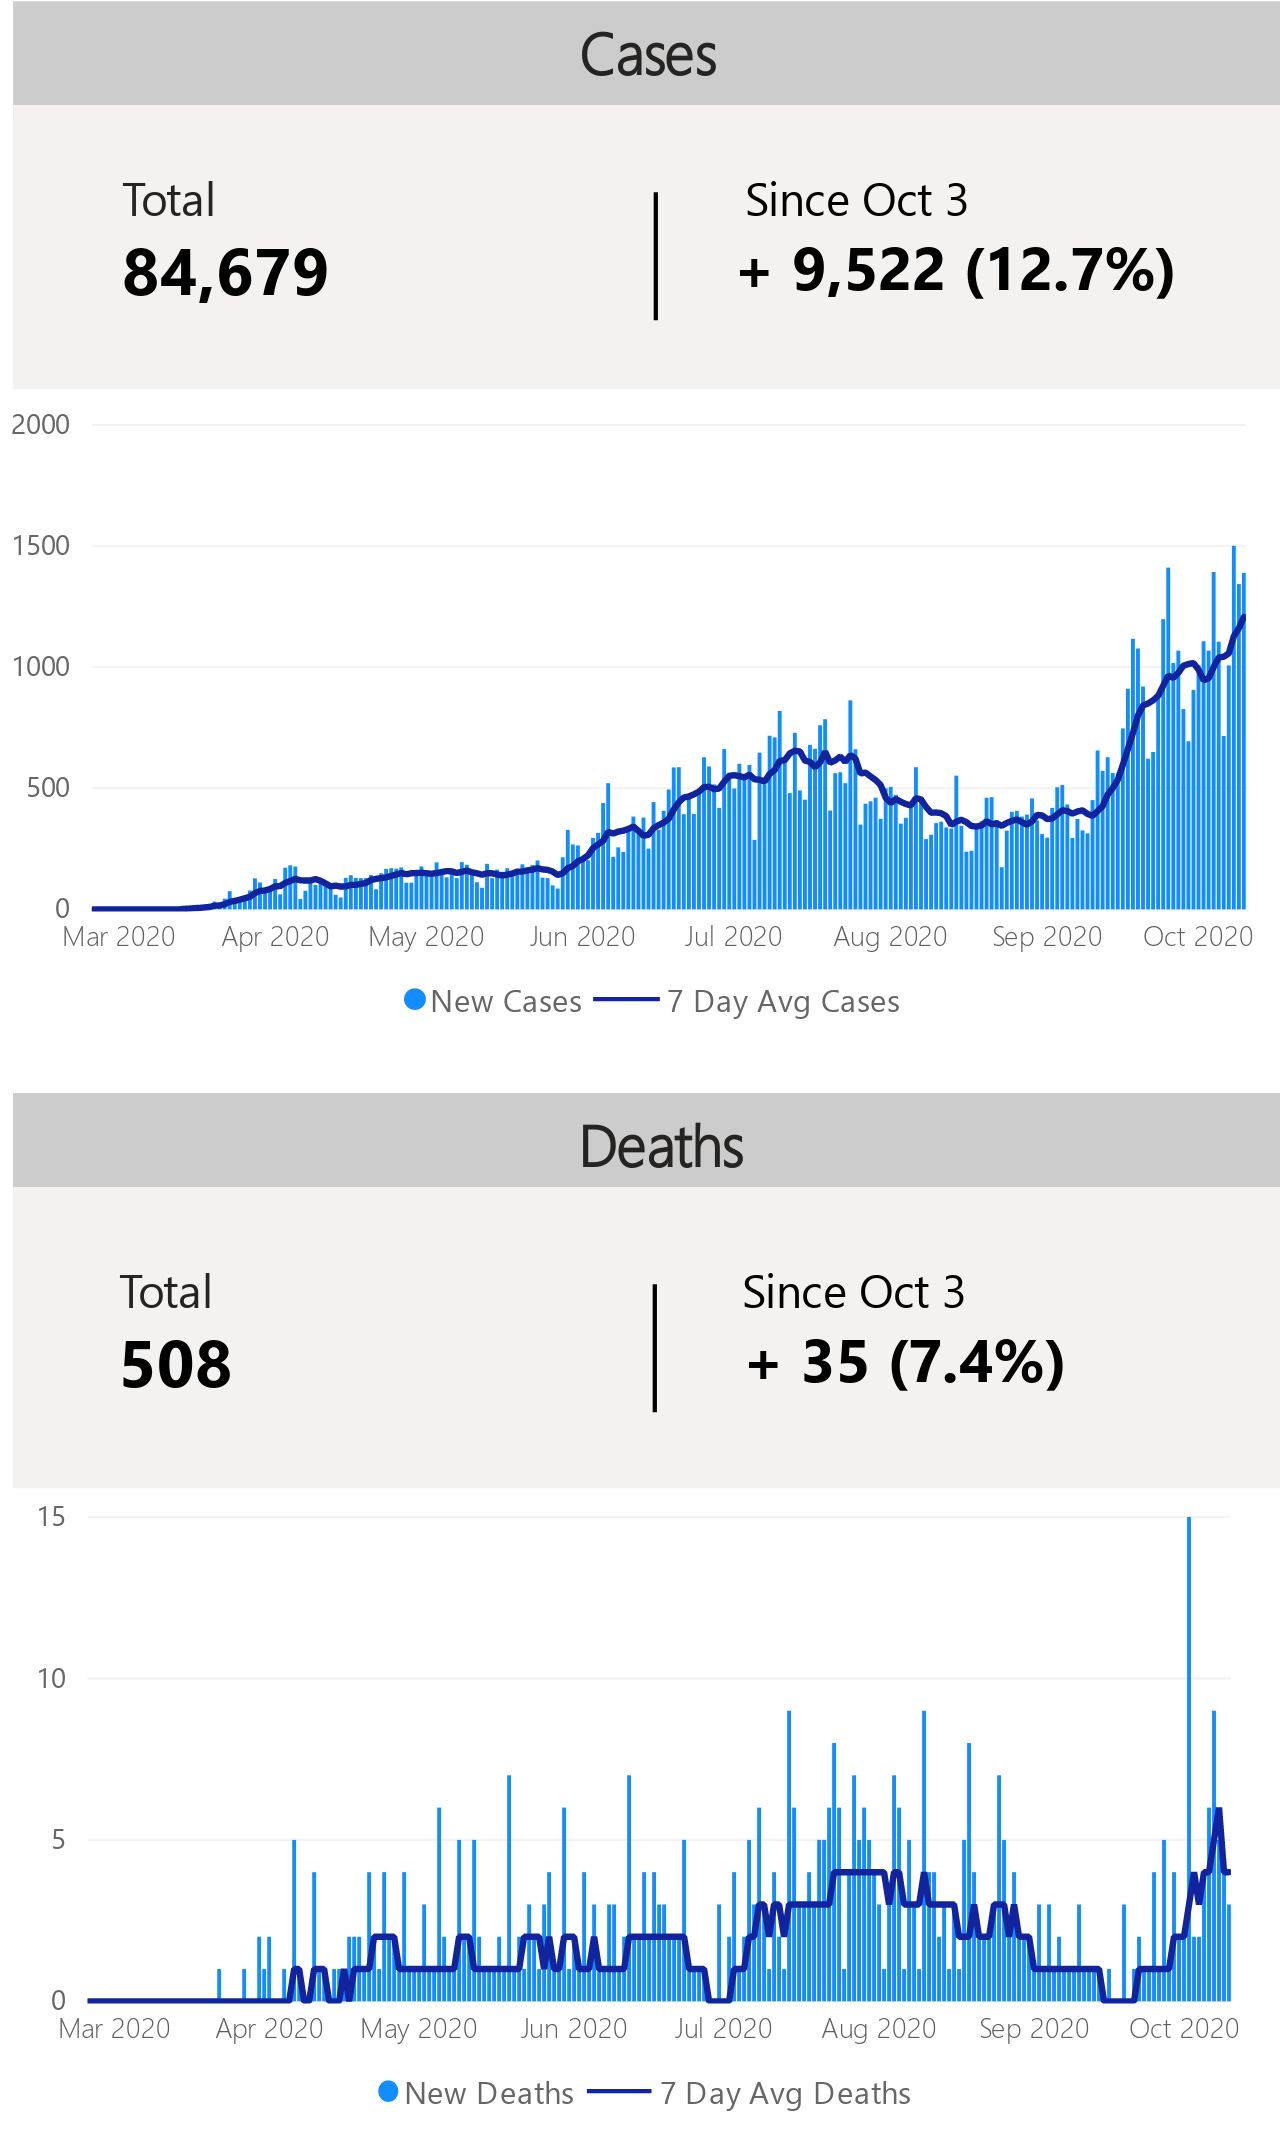 Cases
Total
Since Oct 3
84,679
+ 9,522 (12.7%)
2000
1500
1000
500
0
Mar 2020 Apr 2020 May 2020 Jun 2020 Jul 2020 Aug 2020 Sep 2020 Oct 2020
New Cases 7 Day Avg Cases
Deaths
Total
Since Oct 3
508
+ 35 (7.4%)
15
10
5
0
Mar 2020 Apr 2020 May 2020 Jun 2020 Jul 2020 Aug 2020 Sep 2020 Oct 2020
New Deaths 7 Day Avg Deaths